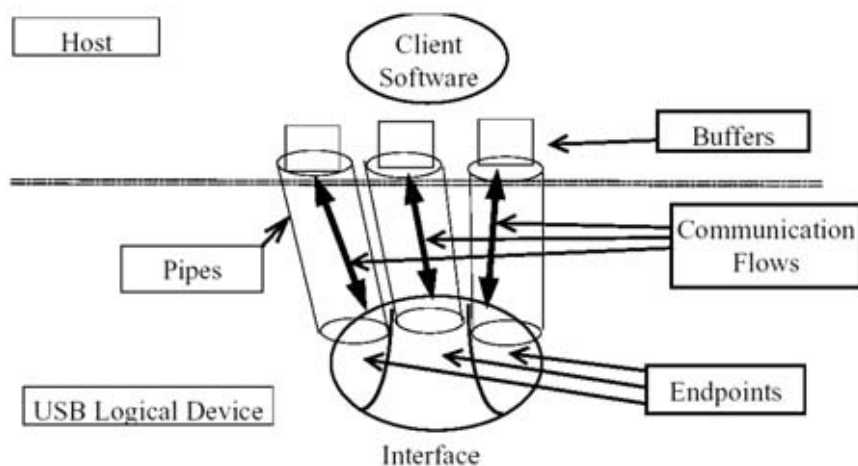 Host
Client
Software
Buffers
Communication
Flows
Pipes
Endpoints
USB Logical Device
Interface